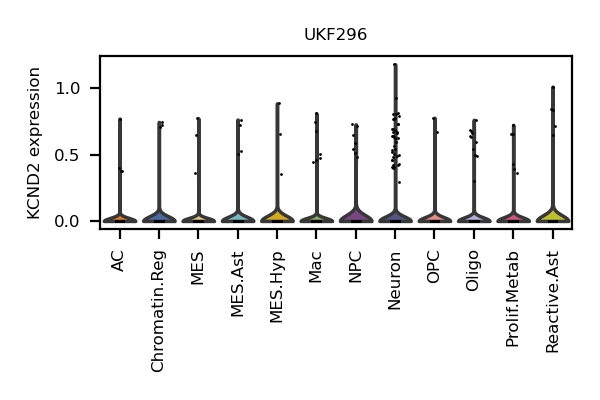 UKF296
KCND2 expression
1.0
0.5
0.0
AC
Chromatin.Reg
MES
MES.Ast
MES.Hyp
Mac
NPC
Neuron
OPC
Oligo
Prolif.Metab
Reactive.Ast